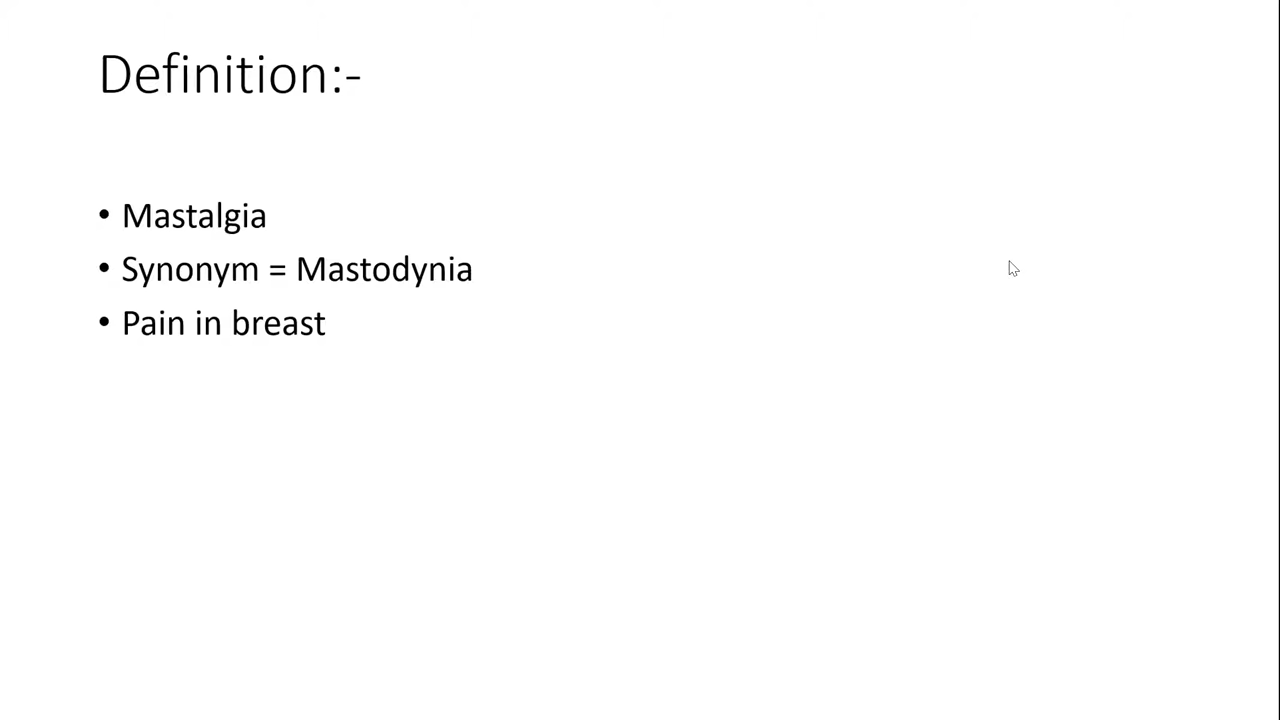 Definition:-
• Mastalgia
• Synonym = Mastodynia
• Pain in breast